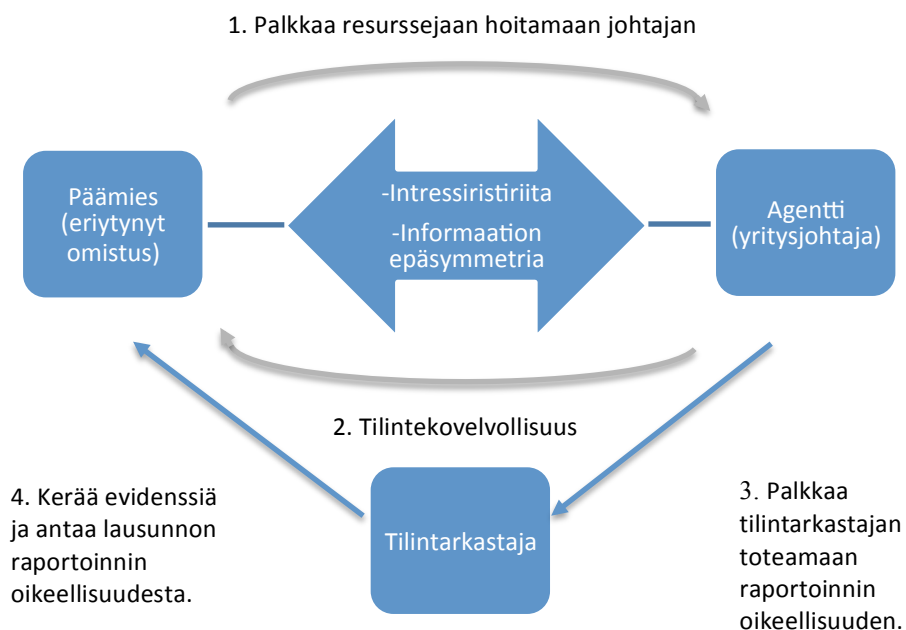 1. Palkkaa resurssejaan hoitamaan johtajan
Päämies
(eriytynyt
omistus)
-Intressiristiriita
-Informaation
epäsymmetria
Agentti
(yritysjohtaja)
2. Tilintekovelvollisuus
4. Kerää evidenssiä
ja antaa lausunnon
raportoinnin
oikeellisuudesta.
Tilintarkastaja
3. Palkkaa
tilintarkastajan
toteamaan
raportoinnin
oikeellisuuden.